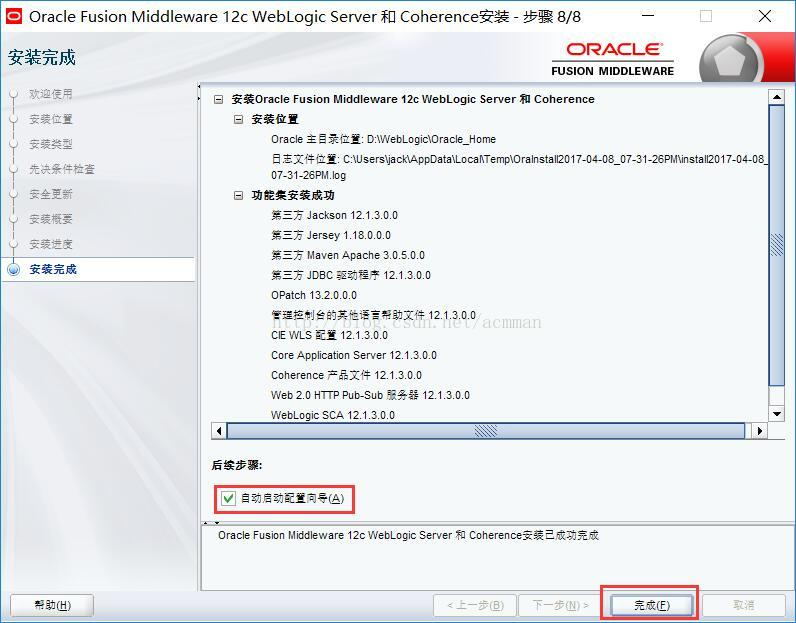 Oracle Fusion Middleware 12c WebLogic Server 和 Coherence安装 - 步骤 8/8
安装完成
ORACLE
FUSION MIDDLEWARE
欢迎使用
安装位置
安装类型
先决条件检查
安全更新
安装概要
安装进度
安装完成
安装Oracle Fusion Middleware 12c WebLogic Server 和 Coherence
安装位置
Oracle 主目录位置: D:\WebLogic\Oracle_Home
日志文件位置: C:\Users\jack\AppData\Local\Temp\OraInstall2017-04-08_07-31-26PM\install2017-04-08_
07-31-26PM.log
功能集安装成功
第三方 Jackson 12.1.3.0.0
第三方 Jersey 1.18.0.0.0
第三方 Maven Apache 3.0.5.0.0
第三方 JDBC 驱动程序 12.1.3.0.0
OPatch 13.2.0.0.0
管理控制台的其他语言帮助文件 12.1.3.0.0
http://blog.csdn.net/acmman
CIE WLS 配置 12.1.3.0.0
Core Application Server 12.1.3.0.0
Coherence 产品文件 12.1.3.0.0
Web 2.0 HTTP Pub-Sub 服务器 12.1.3.0.0
WebLogic SCA 12.1.3.0.0
后续步骤:
自动启动配置向导(A)
Oracle Fusion Middleware 12c WebLogic Server 和 Coherence安装已成功完成
帮助(H)
< 上一步(B)
下一步(N) >
完成(F)
取消